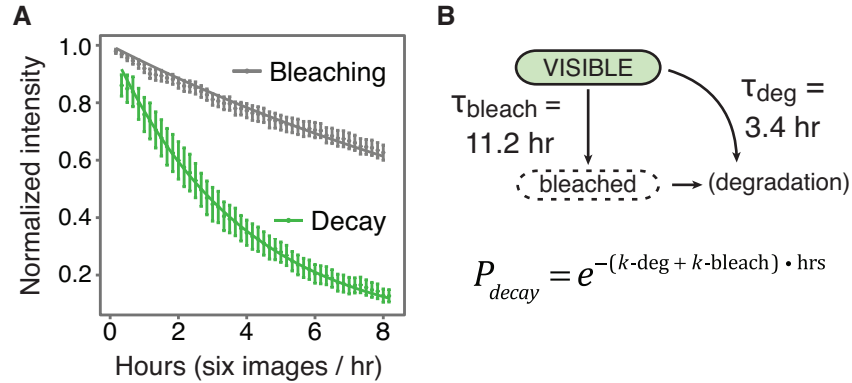 A
Normalized intensity
1.0
0.8
0.6
0.4
0.2
Bleaching
Decay
0 2 4 6 8
Hours (six images / hr)
B
VISIBLE
τbleach =
11.2 hr
τdeg =
3.4 hr
bleached
(degradation)
Pdecay = e−(k-deg + k-bleach) • hrs